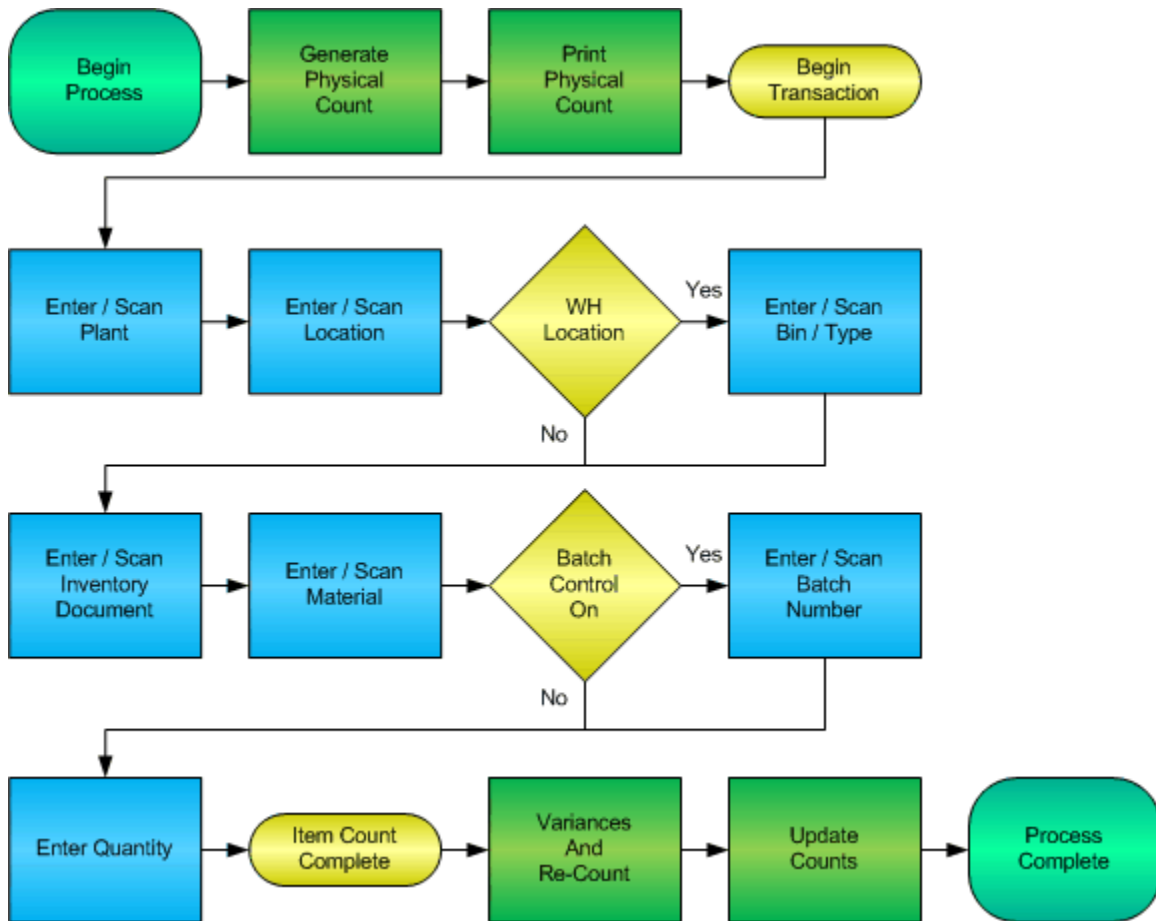 Begin
Process
Generate
Physical
Count
Print
Physical
Count
Begin
Transaction
Enter / Scan
Plant
Enter / Scan
Location
WH
Location
Yes
Enter / Scan
Bin / Type
No
Enter / Scan
Inventory
Document
Enter / Scan
Material
Batch
Control
On
Yes
Enter / Scan
Batch
Number
No
Enter Quantity
Item Count
Complete
Variances
And
Re-Count
Update
Counts
Process
Complete